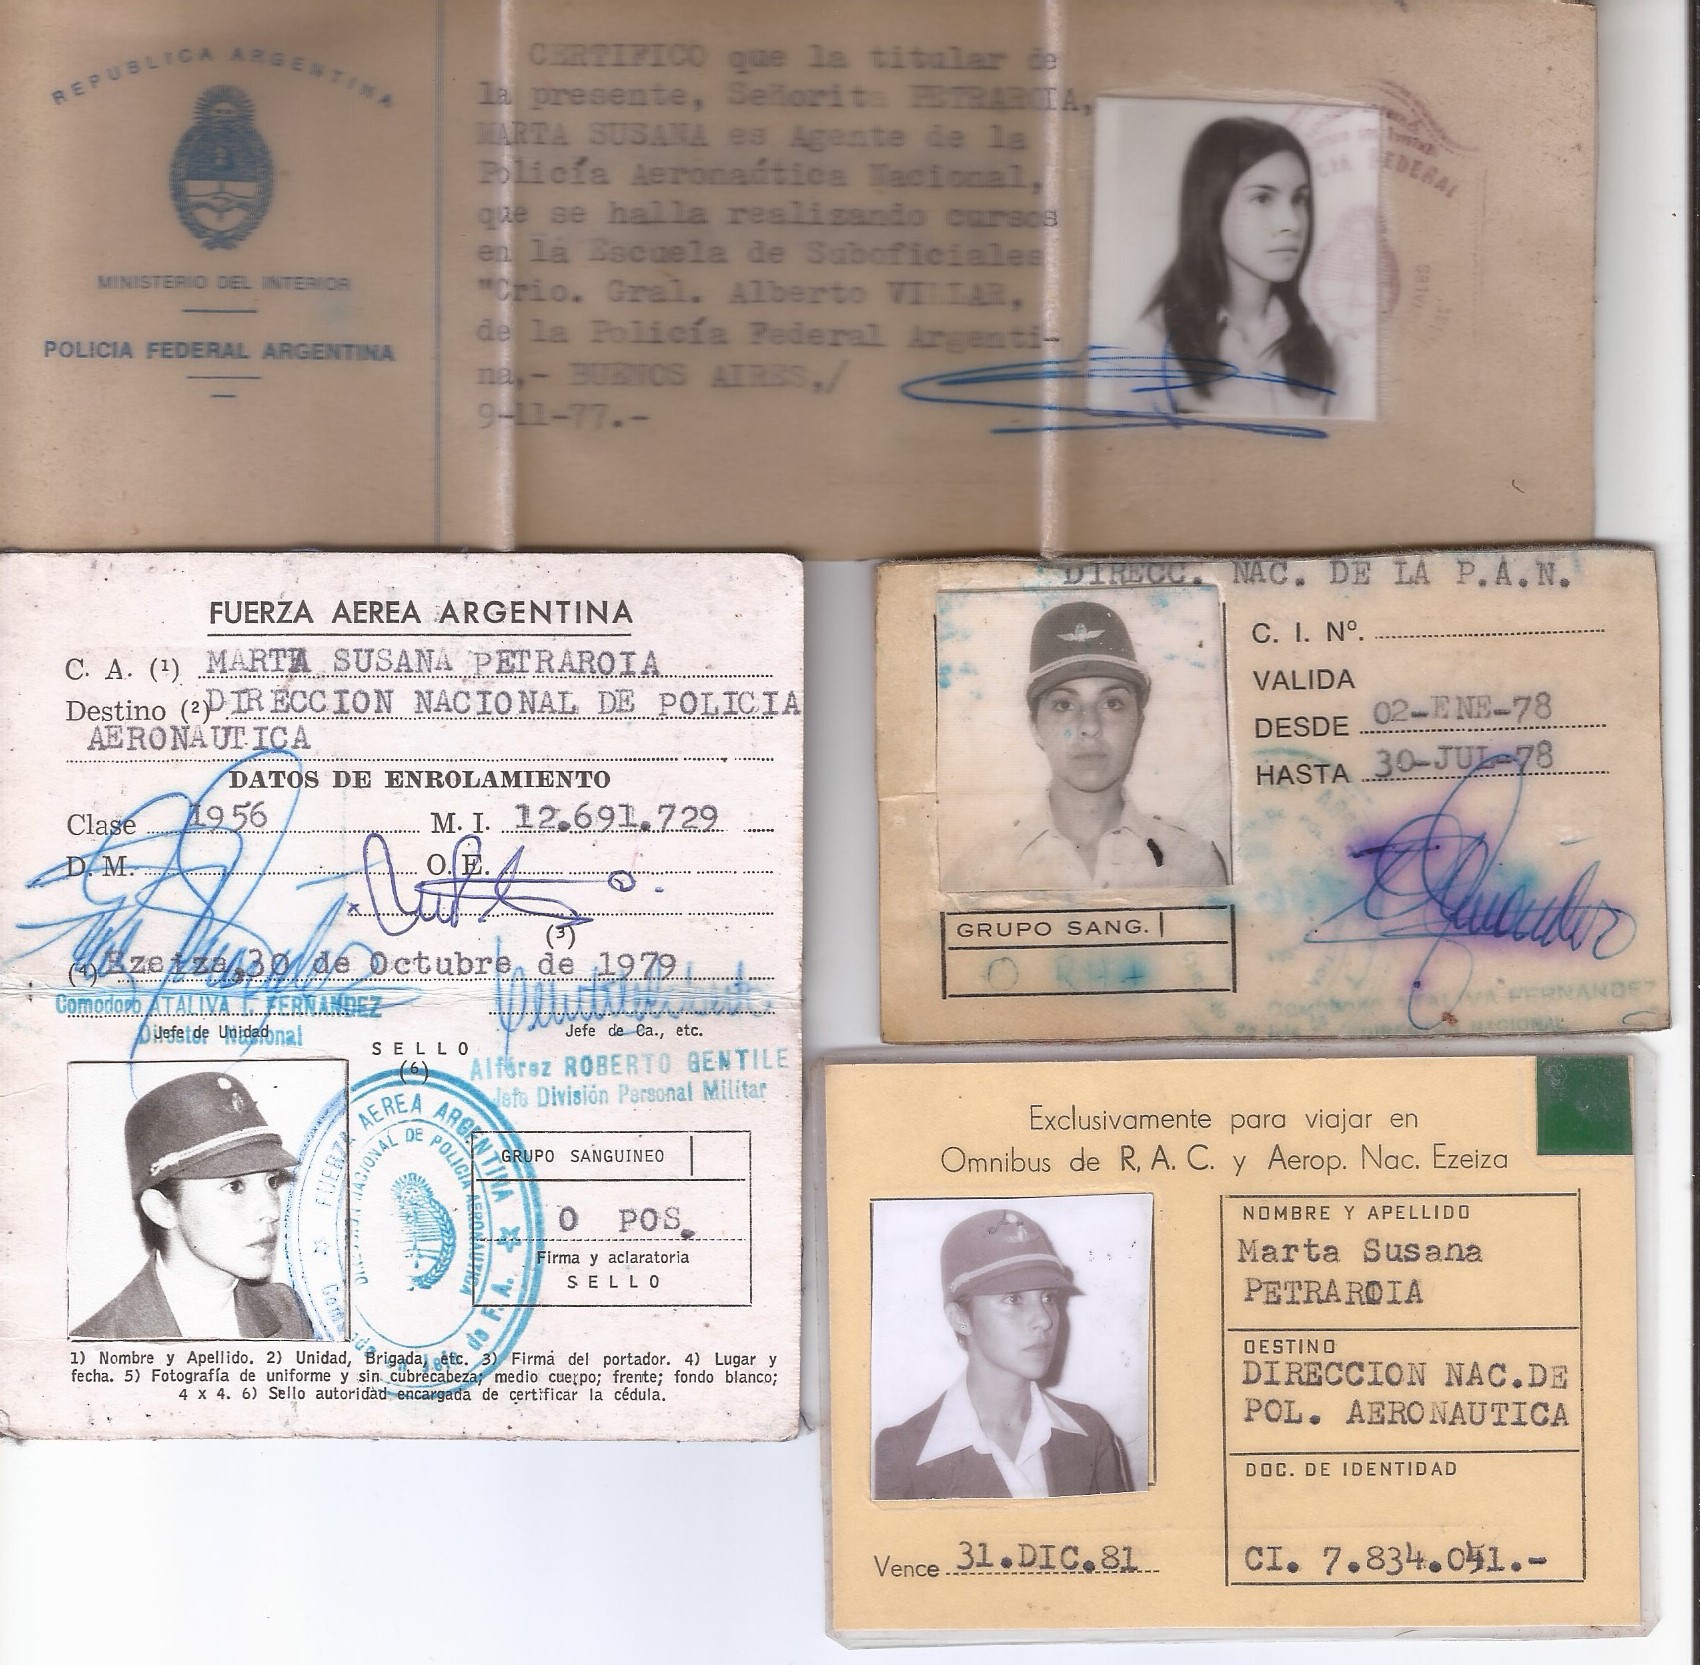 REPUBLICA ARGENTINA
MINISTERIO DEL INTERIOR
POLICIA FEDERAL ARGENTINA
CERTIFICO que la titular de
la presente, Señorita PETRAROIA,
MARTA SUSANA es Agente de la
Policía Aeronaútica Nacional,
que se halla realizando cursos
en la Escuela de Suboficiales
"Crio. Gral. Alberto VILLAR,
de la Policía Federal Argenti-
na,- BUENOS AIRES,/
9-11-77.-
FEDERAL
FUERZA AEREA ARGENTINA
C. A. (1) MARTA SUSANA PETRAROIA
Destino (2) DIRECCION NACIONAL DE POLICIA
AERONAUTICA
DATOS DE ENROLAMIENTO
Clase 1956 M. I. 12.691.729
D. M. O. E.
(3)
(4) Ezeiza, 30 de Octubre de 1979
Comodoro ATALIVA F. FERNANDEZ
Director Nacional
Jefe de Unidad
Jefe de Ca., etc.
SELLO
(6)
Alférez ROBERTO GENTILE
Jefe División Personal Militar
FUERZA AEREA ARGENTINA
DIRECCION NACIONAL DE POLICIA AERONAUTICA
GRUPO SANGUINEO
O POS.
Firma y aclaratoria
SELLO
1) Nombre y Apellido. 2) Unidad, Brigada, etc. 3) Firma del portador. 4) Lugar y
fecha. 5) Fotografía de uniforme y sin cubrecabeza; medio cuerpo; frente; fondo blanco;
4 x 4. 6) Sello autoridad encargada de certificar la cédula.
DIRECC. NAC. DE LA P.A.N.
C. I. Nº.
VALIDA
DESDE 02-ENE-78
HASTA 30-JUL-78
GRUPO SANG.
O RH +
COMODORO ATALIVA FERNANDEZ
NACIONAL
Exclusivamente para viajar en
Omnibus de R. A. C. y Aerop. Nac. Ezeiza
NOMBRE Y APELLIDO
Marta Susana
PETRAROIA
DESTINO
DIRECCION NAC.DE
POL. AERONAUTICA
DOC. DE IDENTIDAD
CI. 7.834.051.-
Vence 31.DIC.81